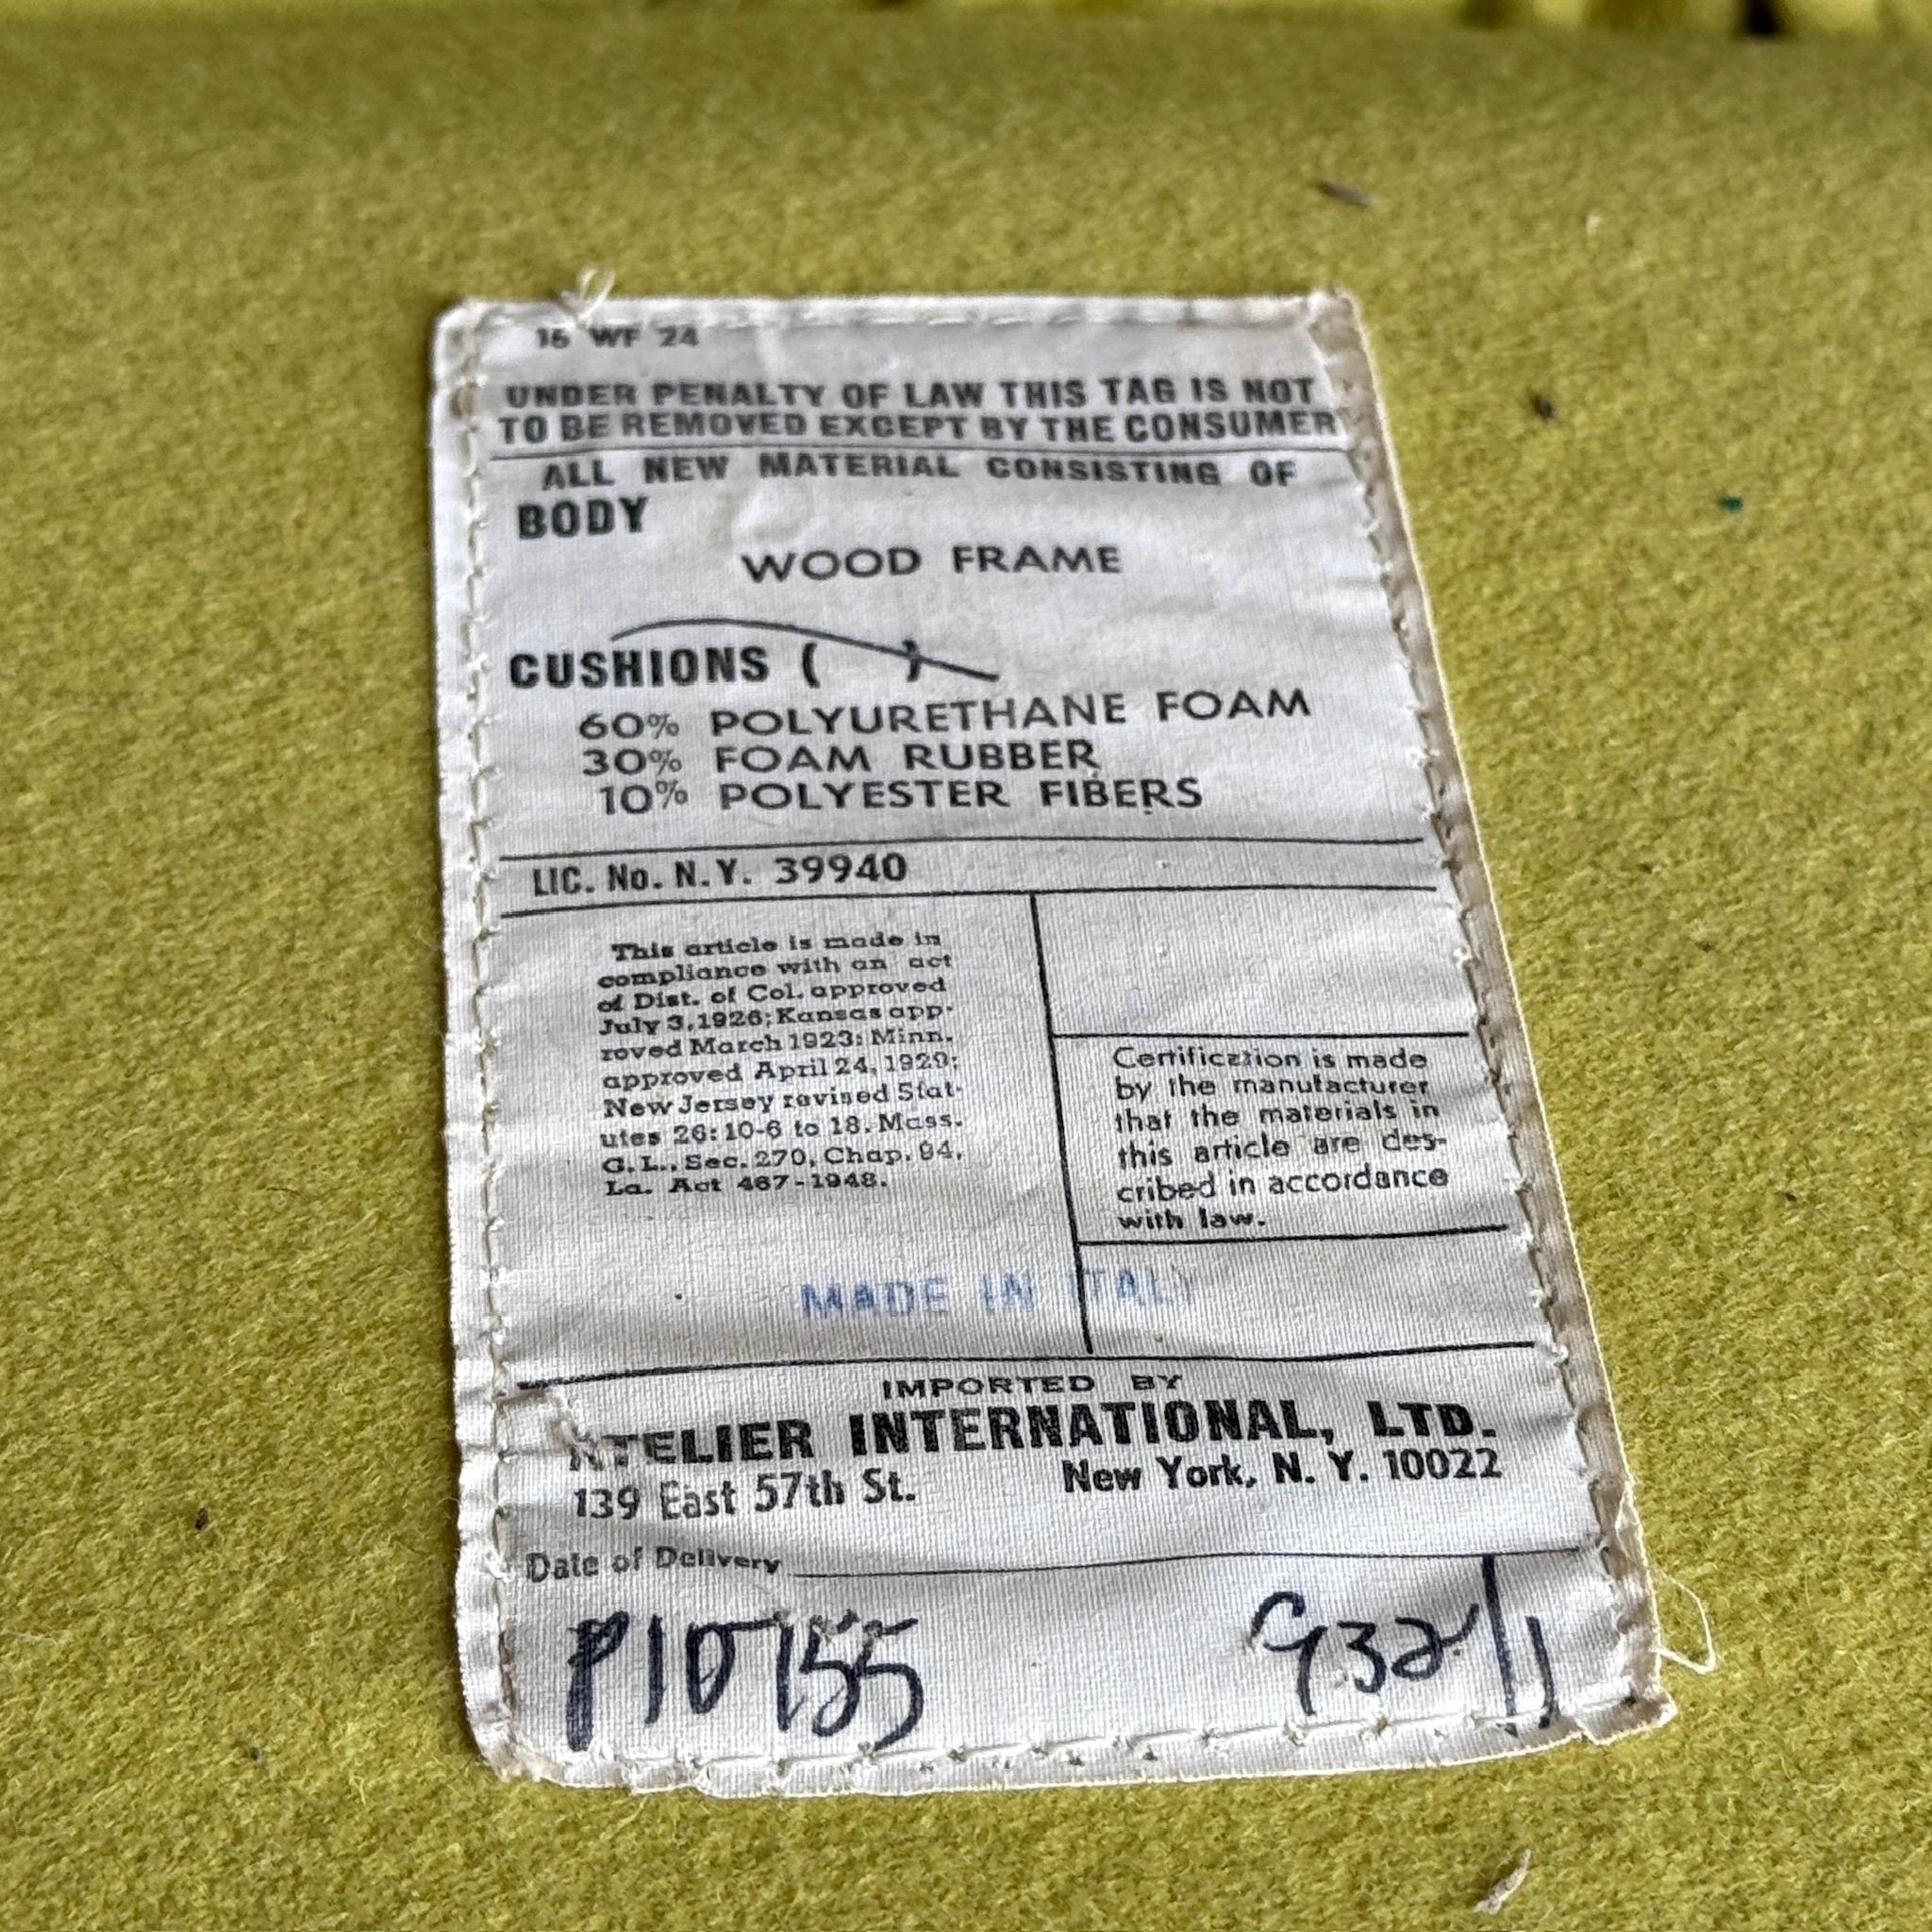 16 WF 24
UNDER PENALTY OF LAW THIS TAG IS NOT
TO BE REMOVED EXCEPT BY THE CONSUMER
ALL NEW MATERIAL CONSISTING OF
BODY
WOOD FRAME
CUSHIONS ( )
60% POLYURETHANE FOAM
30% FOAM RUBBER
10% POLYESTER FIBERS
LIC. No. N.Y. 39940
This article is made in
compliance with an act
of Dist. of Col. approved
July 3, 1926; Kansas app-
roved March 1923; Minn.
approved April 24, 1929;
New Jersey revised Stat-
utes 26: 10-6 to 18. Mass.
G. L., Sec. 270, Chap. 94.
La. Act 467-1948.
Certification is made
by the manufacturer
that the materials in
this article are des-
cribed in accordance
with law.
MADE IN ITALY
IMPORTED BY
ATELIER INTERNATIONAL, LTD.
139 East 57th St. New York, N. Y. 10022
Date of Delivery